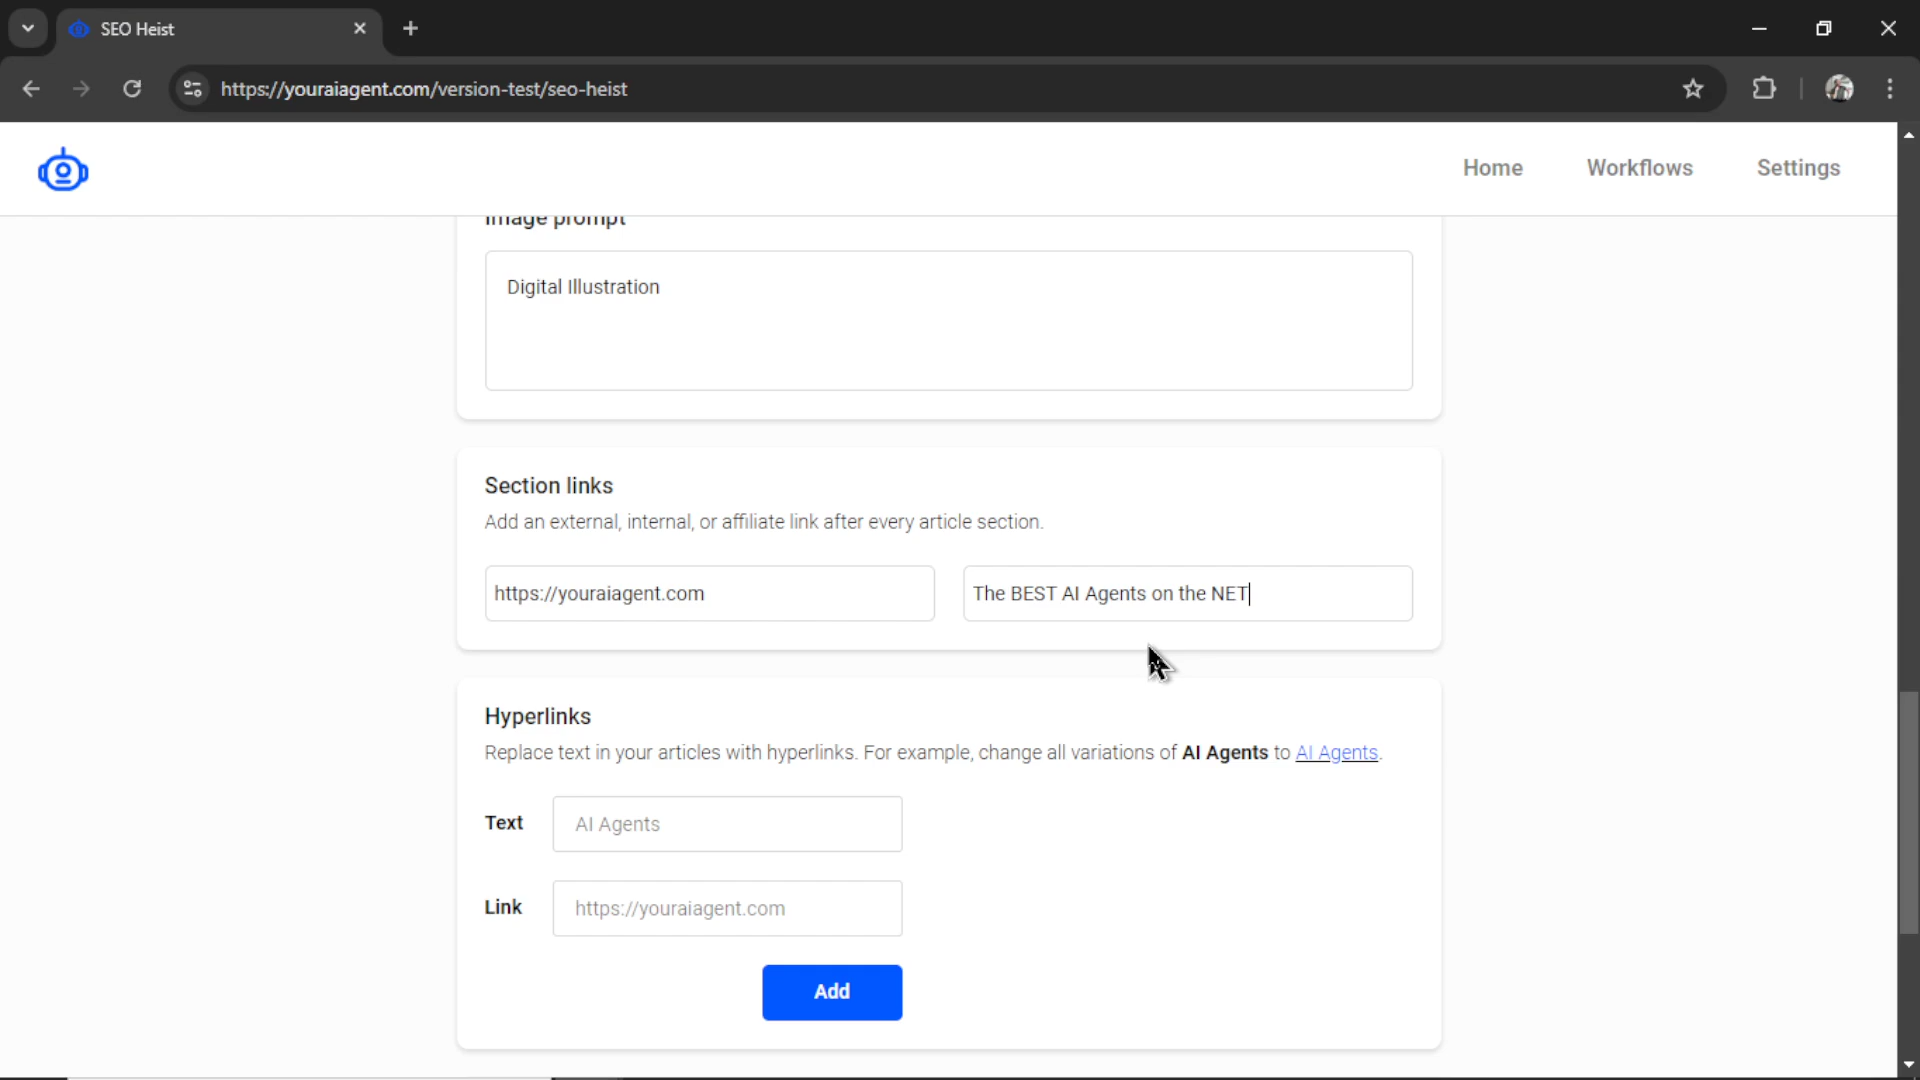 SEO Heist
https://youraiagent.com/version-test/seo-heist
Home
Workflows
Settings
Image prompt
Digital Illustration
Section links
Add an external, internal, or affiliate link after every article section.
https://youraiagent.com
The BEST AI Agents on the NET
Hyperlinks
Replace text in your articles with hyperlinks. For example, change all variations of AI Agents to AI Agents.
Text
AI Agents
Link
https://youraiagent.com
Add